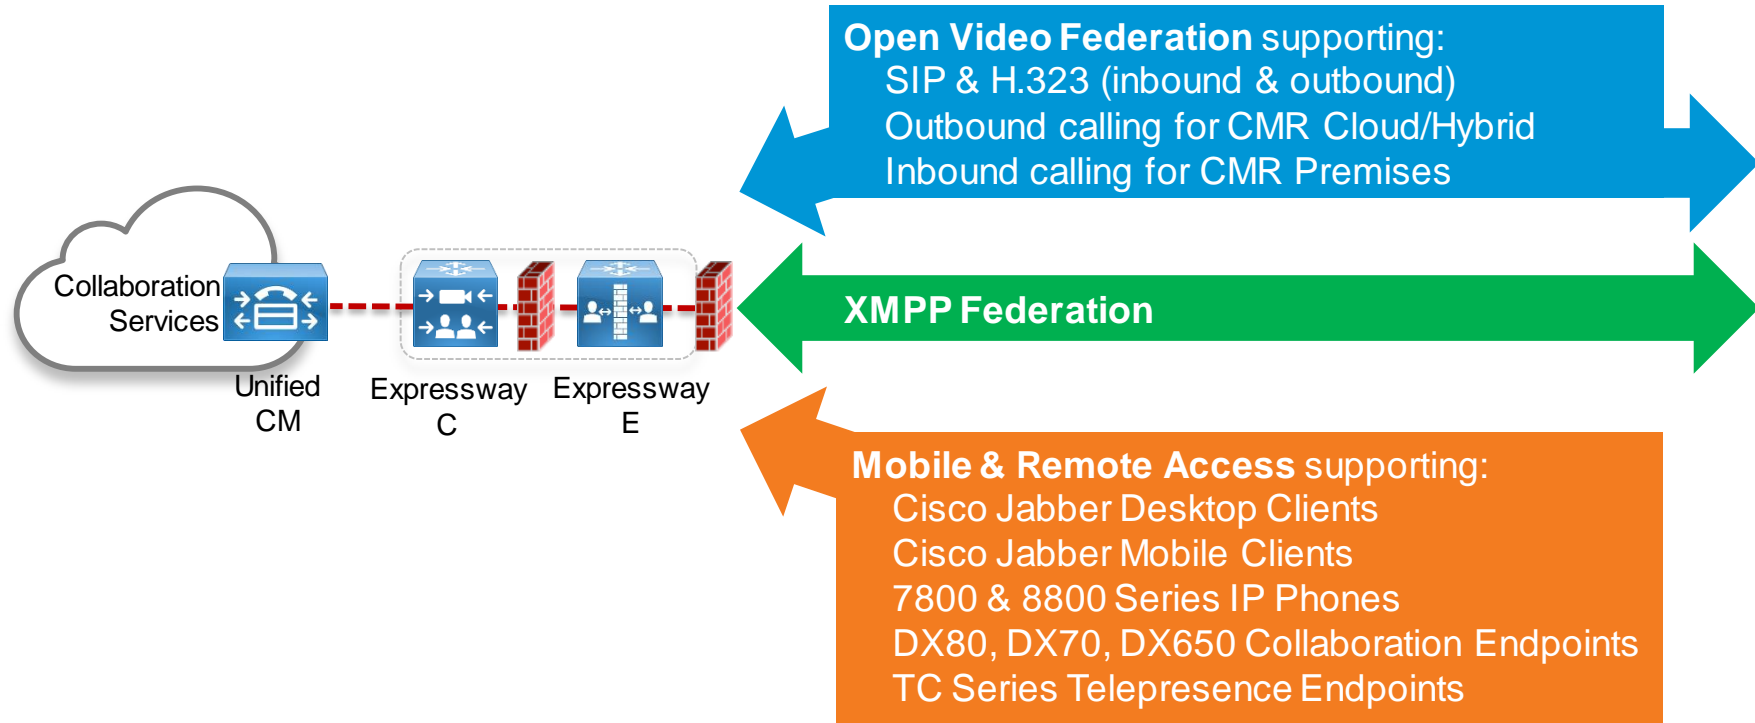 Open Video Federation supporting:
SIP & H.323 (inbound & outbound)
Outbound calling for CMR Cloud/Hybrid
Inbound calling for CMR Premises
Collaboration
Services
Unified
CM
Expressway
C
Expressway
E
XMPP Federation
Mobile & Remote Access supporting:
Cisco Jabber Desktop Clients
Cisco Jabber Mobile Clients
7800 & 8800 Series IP Phones
DX80, DX70, DX650 Collaboration Endpoints
TC Series Telepresence Endpoints